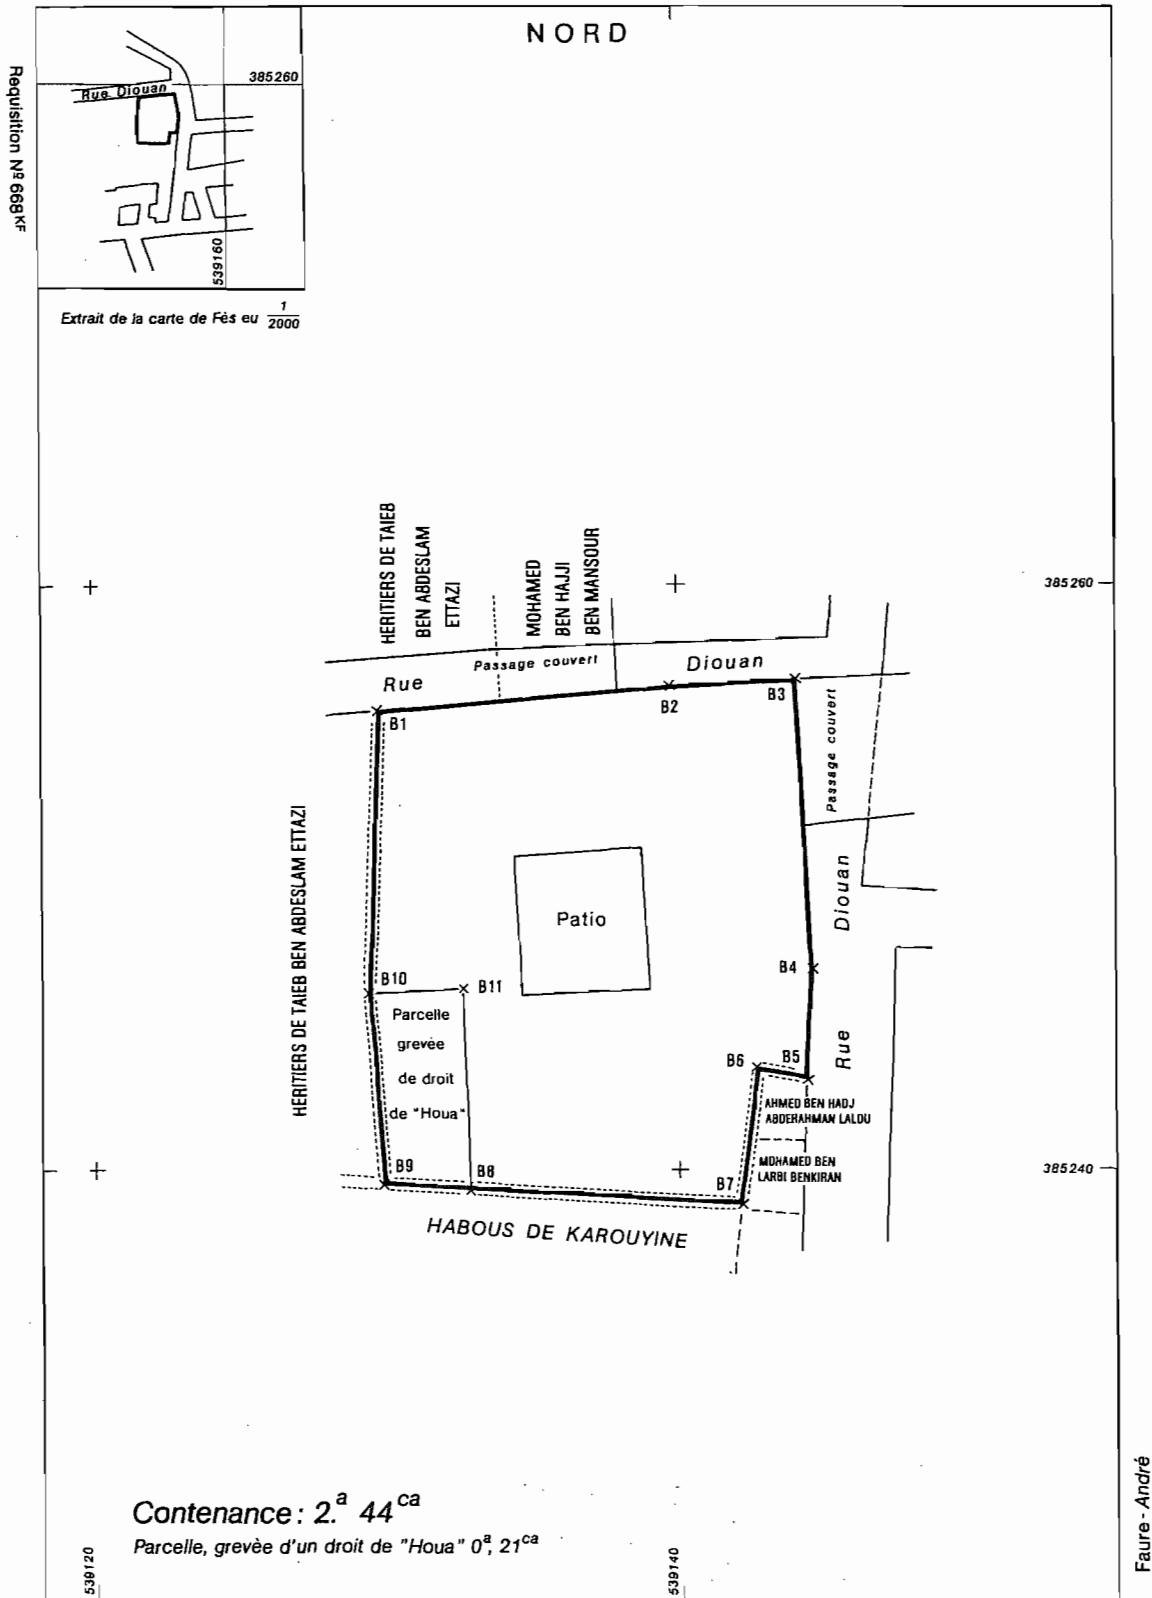 NORD
Requisition Nº 668 KF
385260
Rue Diouan
539160
Extrait de la carte de Fès eu 1/2000
HERITIERS DE TAIEB
BEN ABDESLAM
ETTAZI
MOHAMED
BEN HAJJI
BEN MANSOUR
385260
Passage couvert
Rue
Diouan
B1
B2
B3
Passage couvert
HERITIERS DE TAIEB BEN ABDESLAM ETTAZI
Patio
Diouan
B4
B10
B11
Parcelle
grevèe
de droit
de "Houa"
Rue
B6
B5
AHMED BEN HADJ
ABDERAHMAN LALOU
MOHAMED BEN
LARBI BENKIRAN
B9
B8
B7
385240
HABOUS DE KAROUYINE
Contenance : 2.a 44ca
Parcelle, grevèe d'un droit de "Houa" 0a, 21ca
539120
539140
Faure - André